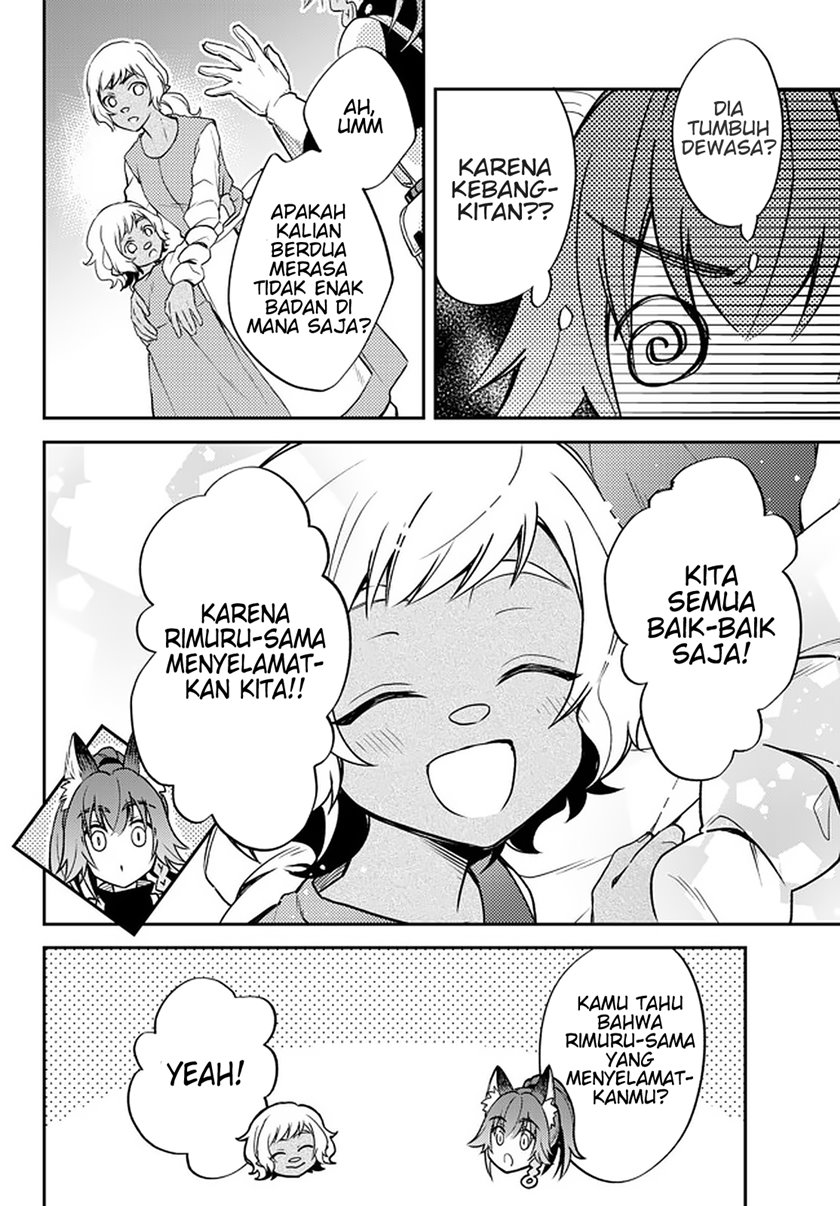 DIA
TUMBUH
DEWASA?
KARENA
KEBANG-
KITAN??
AH,
UMM
APAKAH
KALIAN
BERDUA
MERASA
TIDAK ENAK
BADAN DI
MANA SAJA?
KITA
SEMUA
BAIK-BAIK
SAJA!
KARENA
RIMURU-SAMA
MENYELAMAT-
KAN KITA!!
KAMU TAHU
BAHWA
RIMURU-SAMA
YANG
MENYELAMAT-
KANMU?
YEAH!